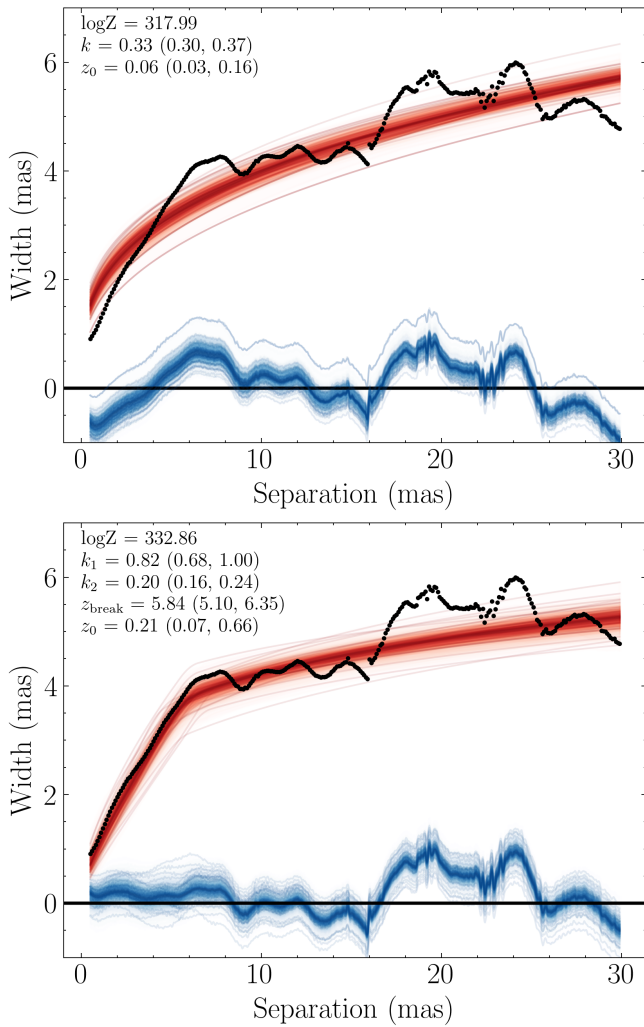 logZ = 317.99
k = 0.33 (0.30, 0.37)
z₀ = 0.06 (0.03, 0.16)
6
4
2
0
Width (mas)
0 10 20 30
Separation (mas)
logZ = 332.86
k₁ = 0.82 (0.68, 1.00)
k₂ = 0.20 (0.16, 0.24)
z_break = 5.84 (5.10, 6.35)
z₀ = 0.21 (0.07, 0.66)
6
4
2
0
Width (mas)
0 10 20 30
Separation (mas)